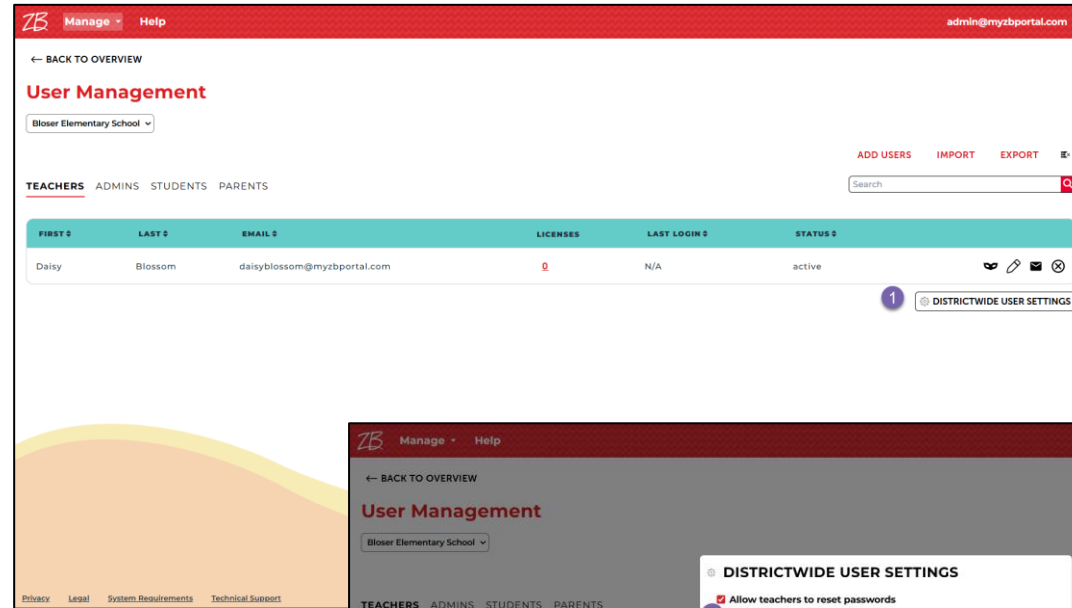 ZB Manage Help admin@myzbportal.com
← BACK TO OVERVIEW
User Management
Bloser Elementary School
ADD USERS IMPORT EXPORT
TEACHERS ADMINS STUDENTS PARENTS
Search
FIRST LAST EMAIL LICENSES LAST LOGIN STATUS
Daisy Blossom daisyblossom@myzbportal.com 0 N/A active
1 DISTRICTWIDE USER SETTINGS
Privacy Legal System Requirements Technical Support
ZB Manage Help
← BACK TO OVERVIEW
User Management
Bloser Elementary School
DISTRICTWIDE USER SETTINGS
Allow teachers to reset passwords
TEACHERS ADMINS STUDENTS PARENTS